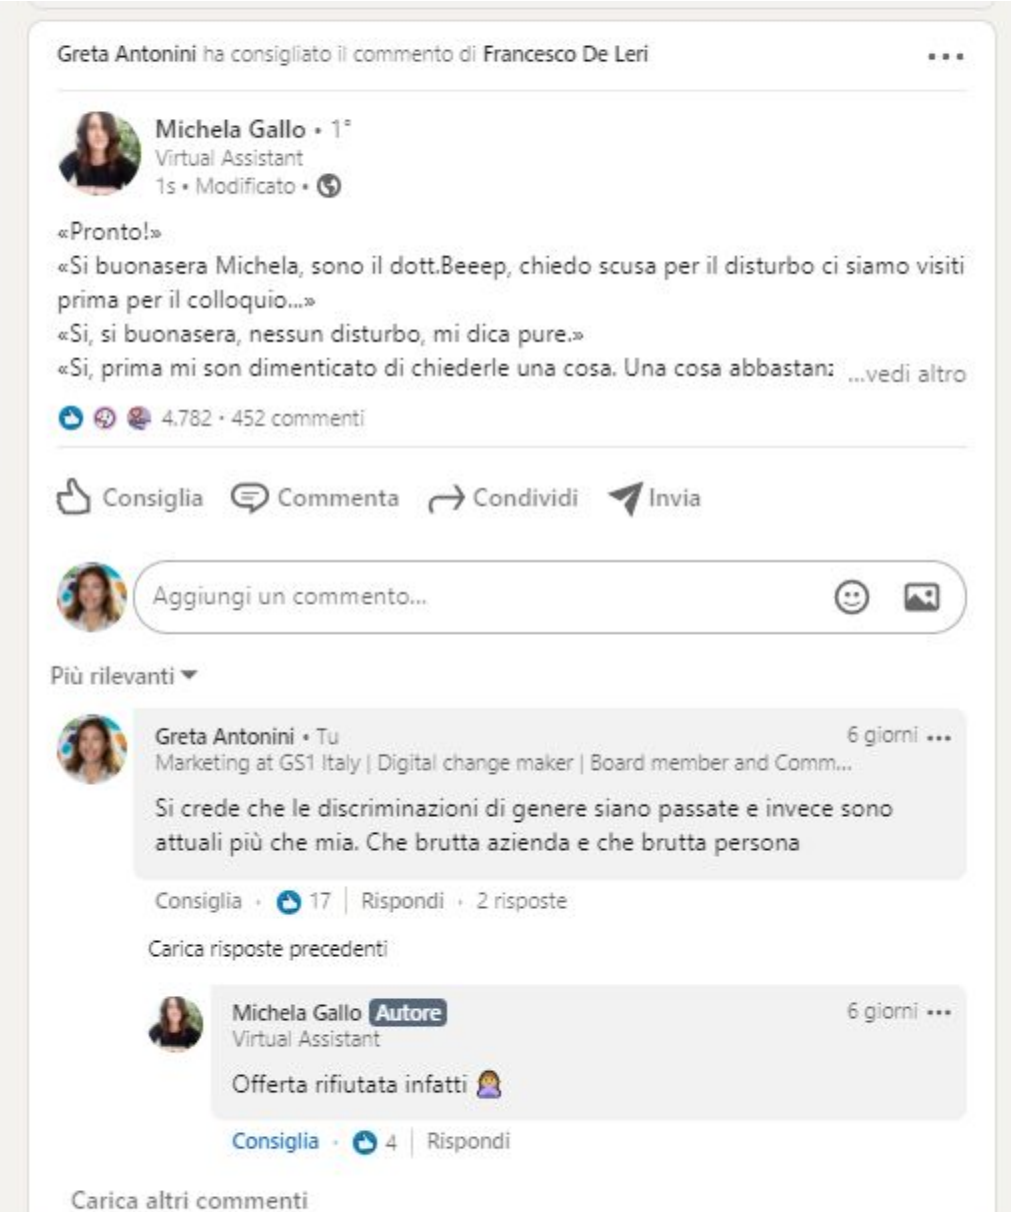 Greta Antonini ha consigliato il commento di Francesco De Leri
Michela Gallo • 1°
Virtual Assistant
1s • Modificato •
«Pronto!»
«Si buonasera Michela, sono il dott.Beeep, chiedo scusa per il disturbo ci siamo visiti
prima per il colloquio...»
«Si, si buonasera, nessun disturbo, mi dica pure.»
«Si, prima mi son dimenticato di chiederle una cosa. Una cosa abbastan ...vedi altro
4.782 · 452 commenti
Consiglia Commenta Condividi Invia
Aggiungi un commento...
Più rilevanti
Greta Antonini • Tu 6 giorni
Marketing at GS1 Italy | Digital change maker | Board member and Comm...
Si crede che le discriminazioni di genere siano passate e invece sono
attuali più che mia. Che brutta azienda e che brutta persona
Consiglia · 17 | Rispondi · 2 risposte
Carica risposte precedenti
Michela Gallo Autore 6 giorni
Virtual Assistant
Offerta rifiutata infatti 🙍‍♀️
Consiglia · 4 | Rispondi
Carica altri commenti